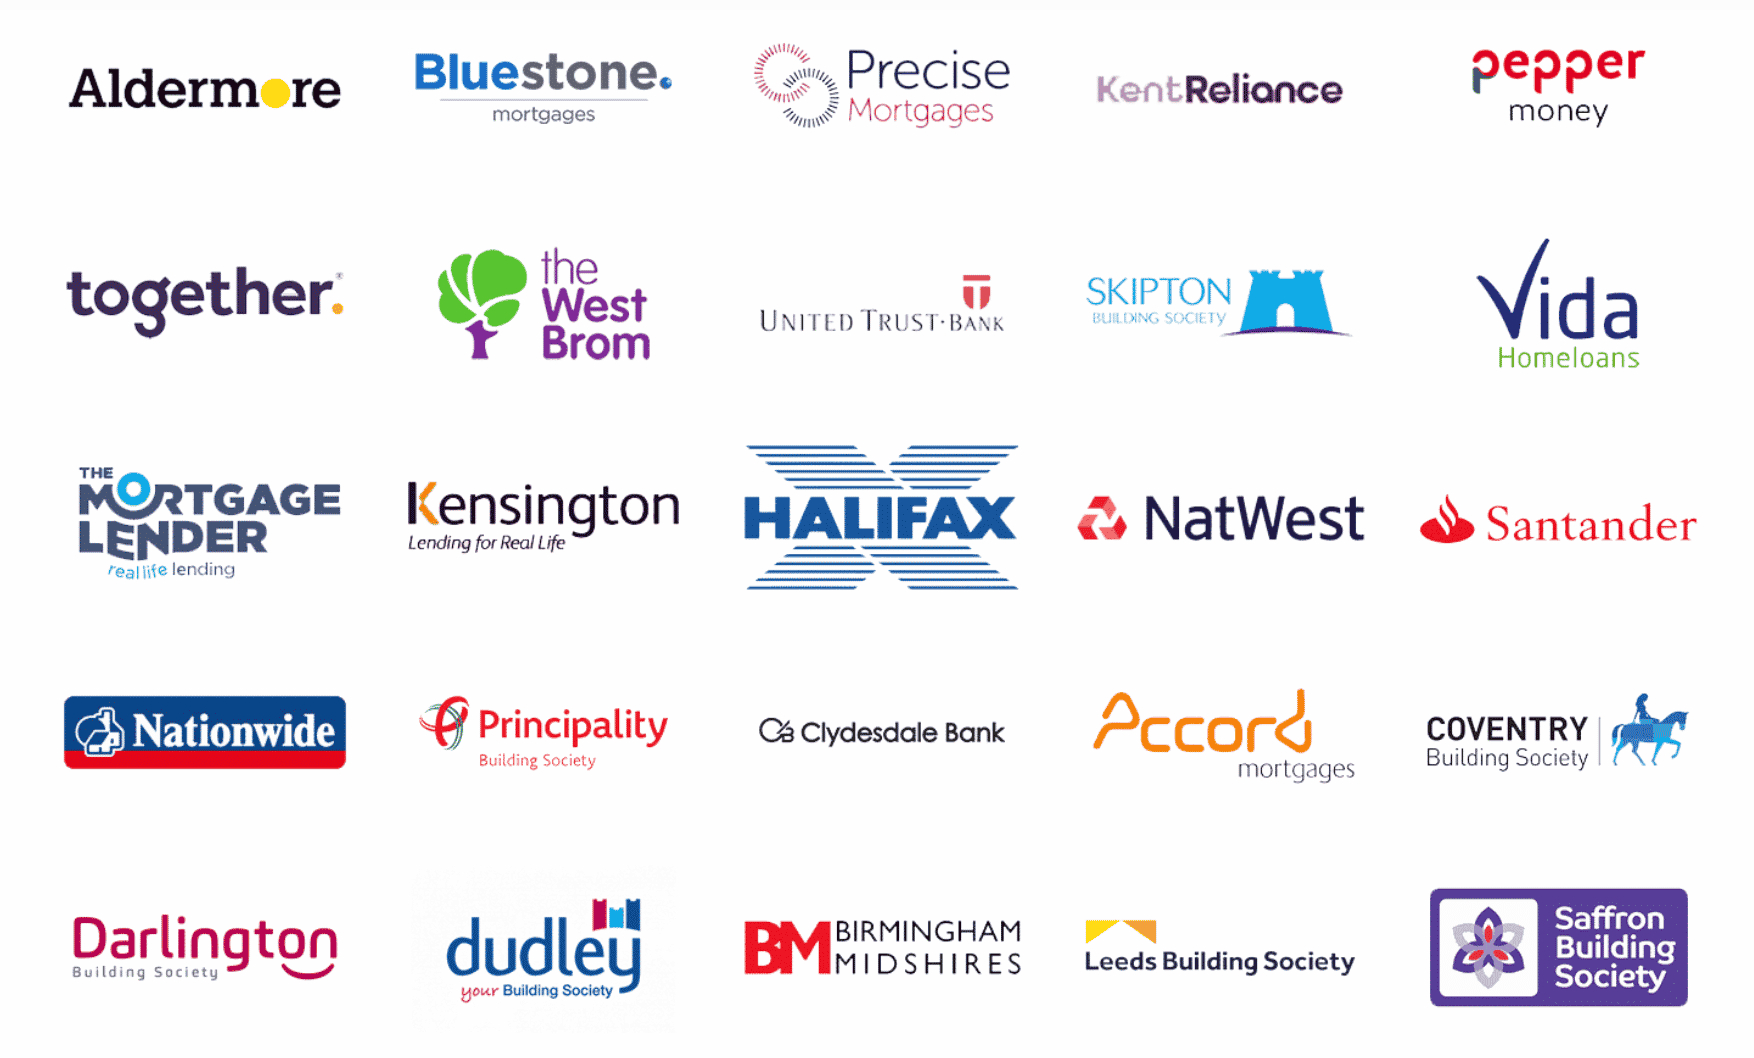 Aldermore
Bluestone.
mortgages
Precise
Mortgages
KentReliance
pepper
money
together.
the
West
Brom
UNITED TRUST·BANK
SKIPTON
BUILDING SOCIETY
Vida
Homeloans
THE
MORTGAGE
LENDER
real life lending
Kensington
Lending for Real Life
HALIFAX
NatWest
Santander
Nationwide
Principality
Building Society
CB Clydesdale Bank
Accord
mortgages
COVENTRY
Building Society
Darlington
Building Society
dudley
your Building Society
BM BIRMINGHAM
MIDSHIRES
Leeds Building Society
Saffron
Building
Society